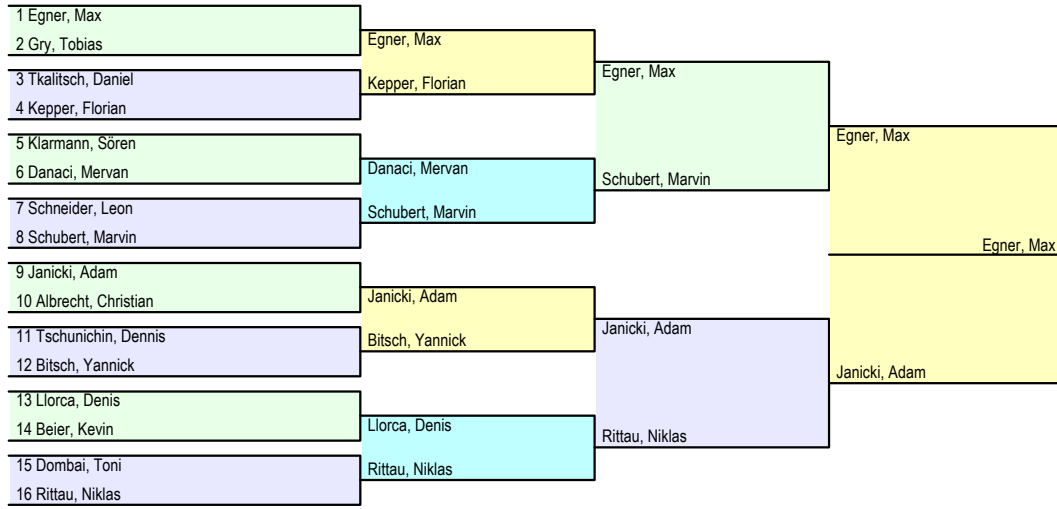 1 Egner, Max
2 Gry, Tobias
3 Tkalitsch, Daniel
4 Kepper, Florian
5 Klarmann, Sören
6 Danaci, Mervan
7 Schneider, Leon
8 Schubert, Marvin
9 Janicki, Adam
10 Albrecht, Christian
11 Tschunichin, Dennis
12 Bitsch, Yannick
13 Llorca, Denis
14 Beier, Kevin
15 Dombai, Toni
16 Rittau, Niklas
Egner, Max
Kepper, Florian
Danaci, Mervan
Schubert, Marvin
Janicki, Adam
Bitsch, Yannick
Llorca, Denis
Rittau, Niklas
Egner, Max
Schubert, Marvin
Janicki, Adam
Rittau, Niklas
Egner, Max
Janicki, Adam
Egner, Max